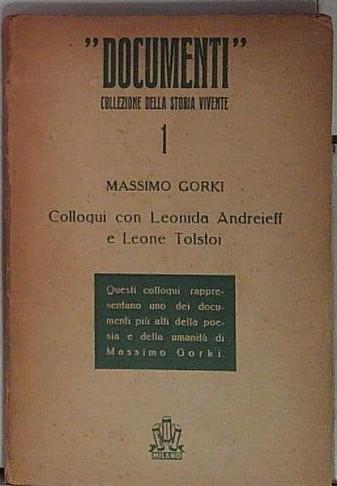 "DOCUMENTI"
COLLEZIONE DELLA STORIA VIVENTE
1
MASSIMO GORKI
Colloqui con Leonida Andreieff
e Leone Tolstoi
Questi colloqui rappre-
sentano uno dei docu-
menti più alti della poe-
sia e della umanità di
Massimo Gorki.
MILANO